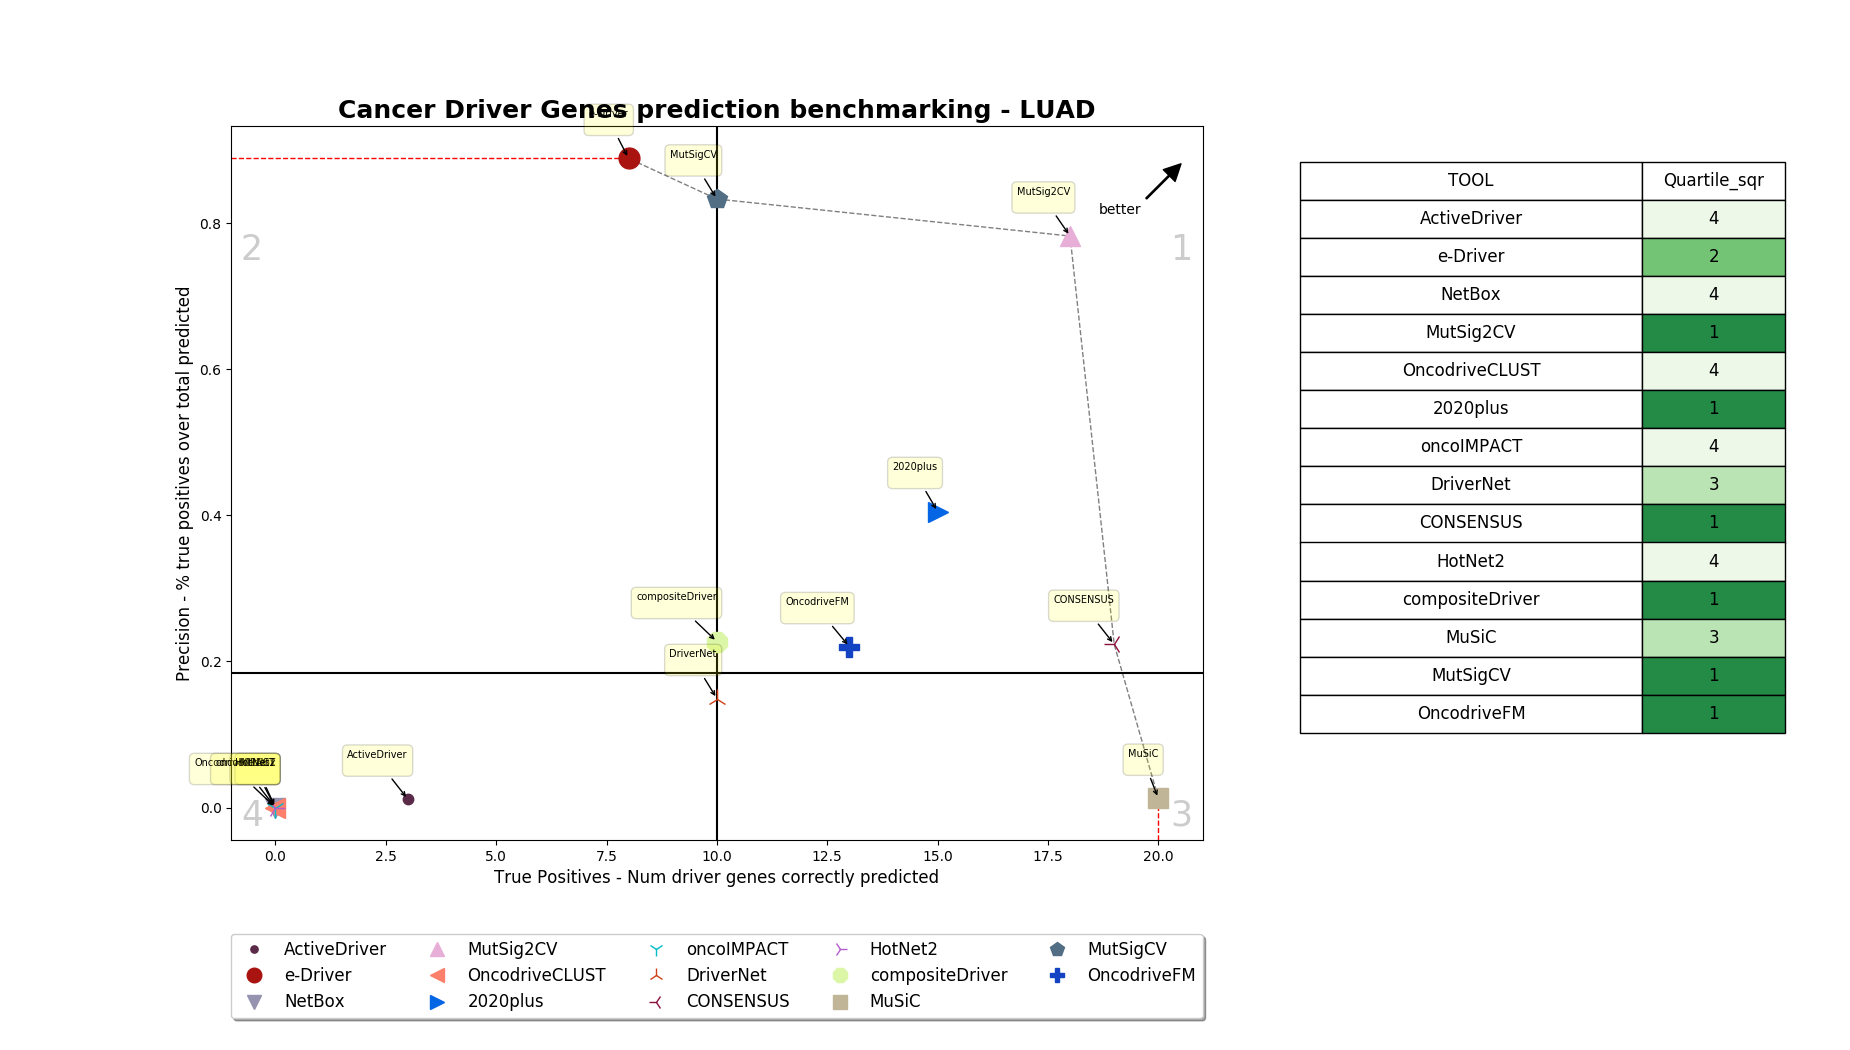 Cancer Driver Genes prediction benchmarking - LUAD
MutSigCV
MutSig2CV
better
2
1
2020plus
compositeDriver
OncodriveFM
CONSENSUS
DriverNet
ActiveDriver
MuSiC
4
3
0.8
0.6
0.4
0.2
0.0
Precision - % true positives over total predicted
0.0 2.5 5.0 7.5 10.0 12.5 15.0 17.5 20.0
True Positives - Num driver genes correctly predicted
ActiveDriver MutSig2CV oncoIMPACT HotNet2 MutSigCV
e-Driver OncodriveCLUST DriverNet compositeDriver OncodriveFM
NetBox 2020plus CONSENSUS MuSiC
TOOL Quartile_sqr
ActiveDriver 4
e-Driver 2
NetBox 4
MutSig2CV 1
OncodriveCLUST 4
2020plus 1
oncoIMPACT 4
DriverNet 3
CONSENSUS 1
HotNet2 4
compositeDriver 1
MuSiC 3
MutSigCV 1
OncodriveFM 1